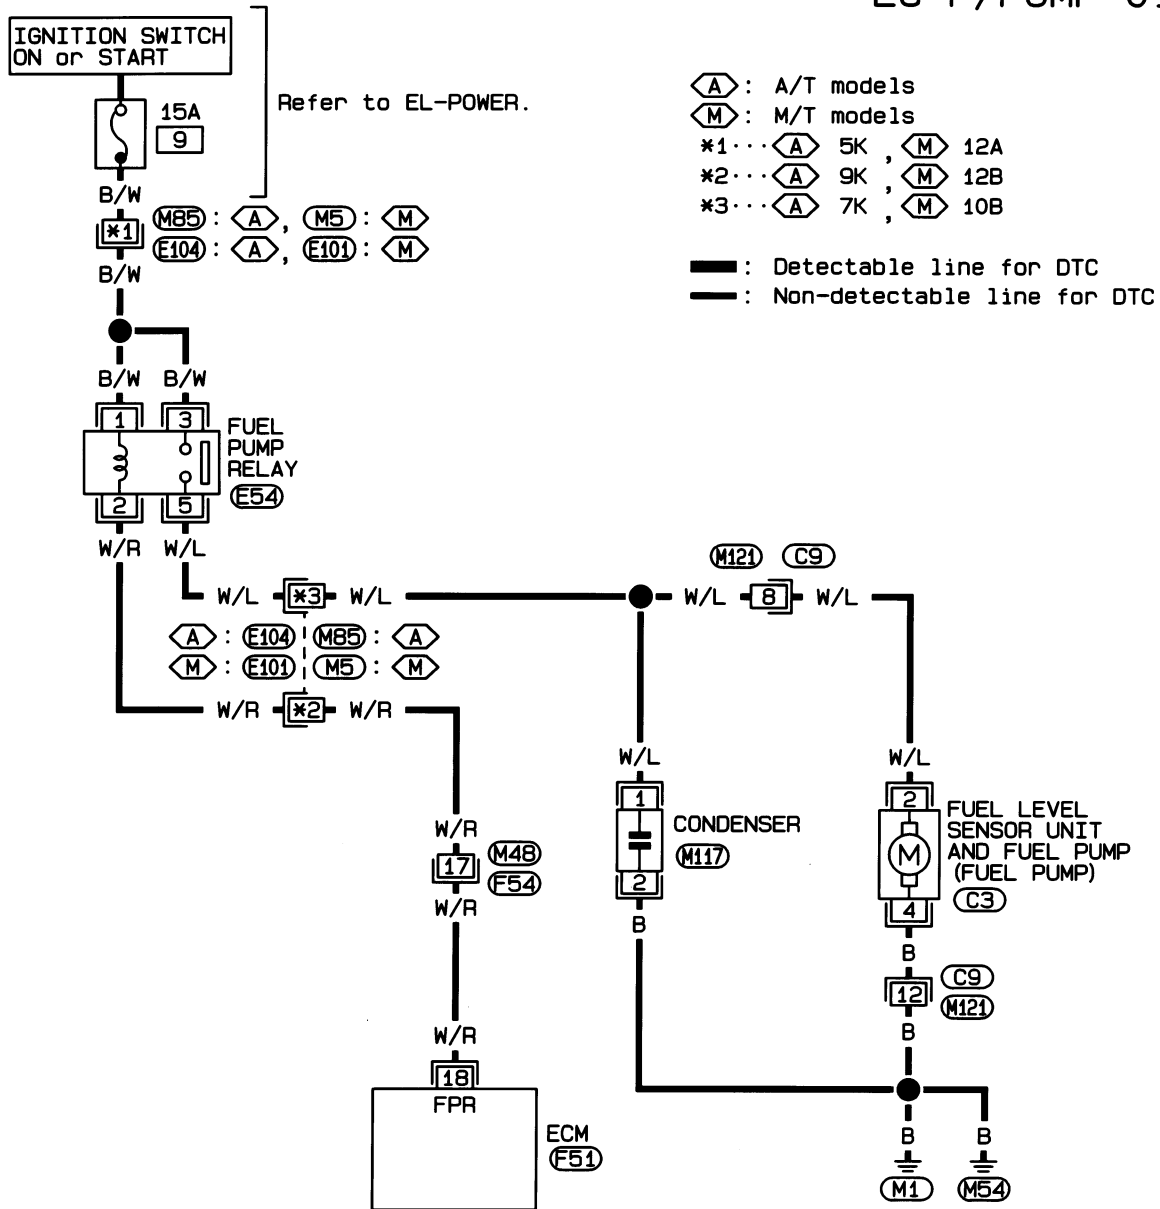 IGNITION SWITCH
ON or START
Refer to EL-POWER.
15A
9
B/W
*1
M85 : A , M5 : M
E104 : A , E101 : M
B/W
A : A/T models
M : M/T models
*1··· A 5K , M 12A
*2··· A 9K , M 12B
*3··· A 7K , M 10B
: Detectable line for DTC
: Non-detectable line for DTC
B/W B/W
1 3
FUEL
PUMP
RELAY
E54
2 5
W/R W/L
W/L *3 W/L
A : E104 M85 : A
M : E101 M5 : M
W/R *2 W/R
M121 C9
W/L 8 W/L
W/R
17
M48
F54
W/R
W/R
18
FPR
ECM
F51
W/L
1
CONDENSER
M117
2
B
W/L
2
M
FUEL LEVEL
SENSOR UNIT
AND FUEL PUMP
(FUEL PUMP)
C3
4
B
12
C9
M121
B
B B
M1 M54